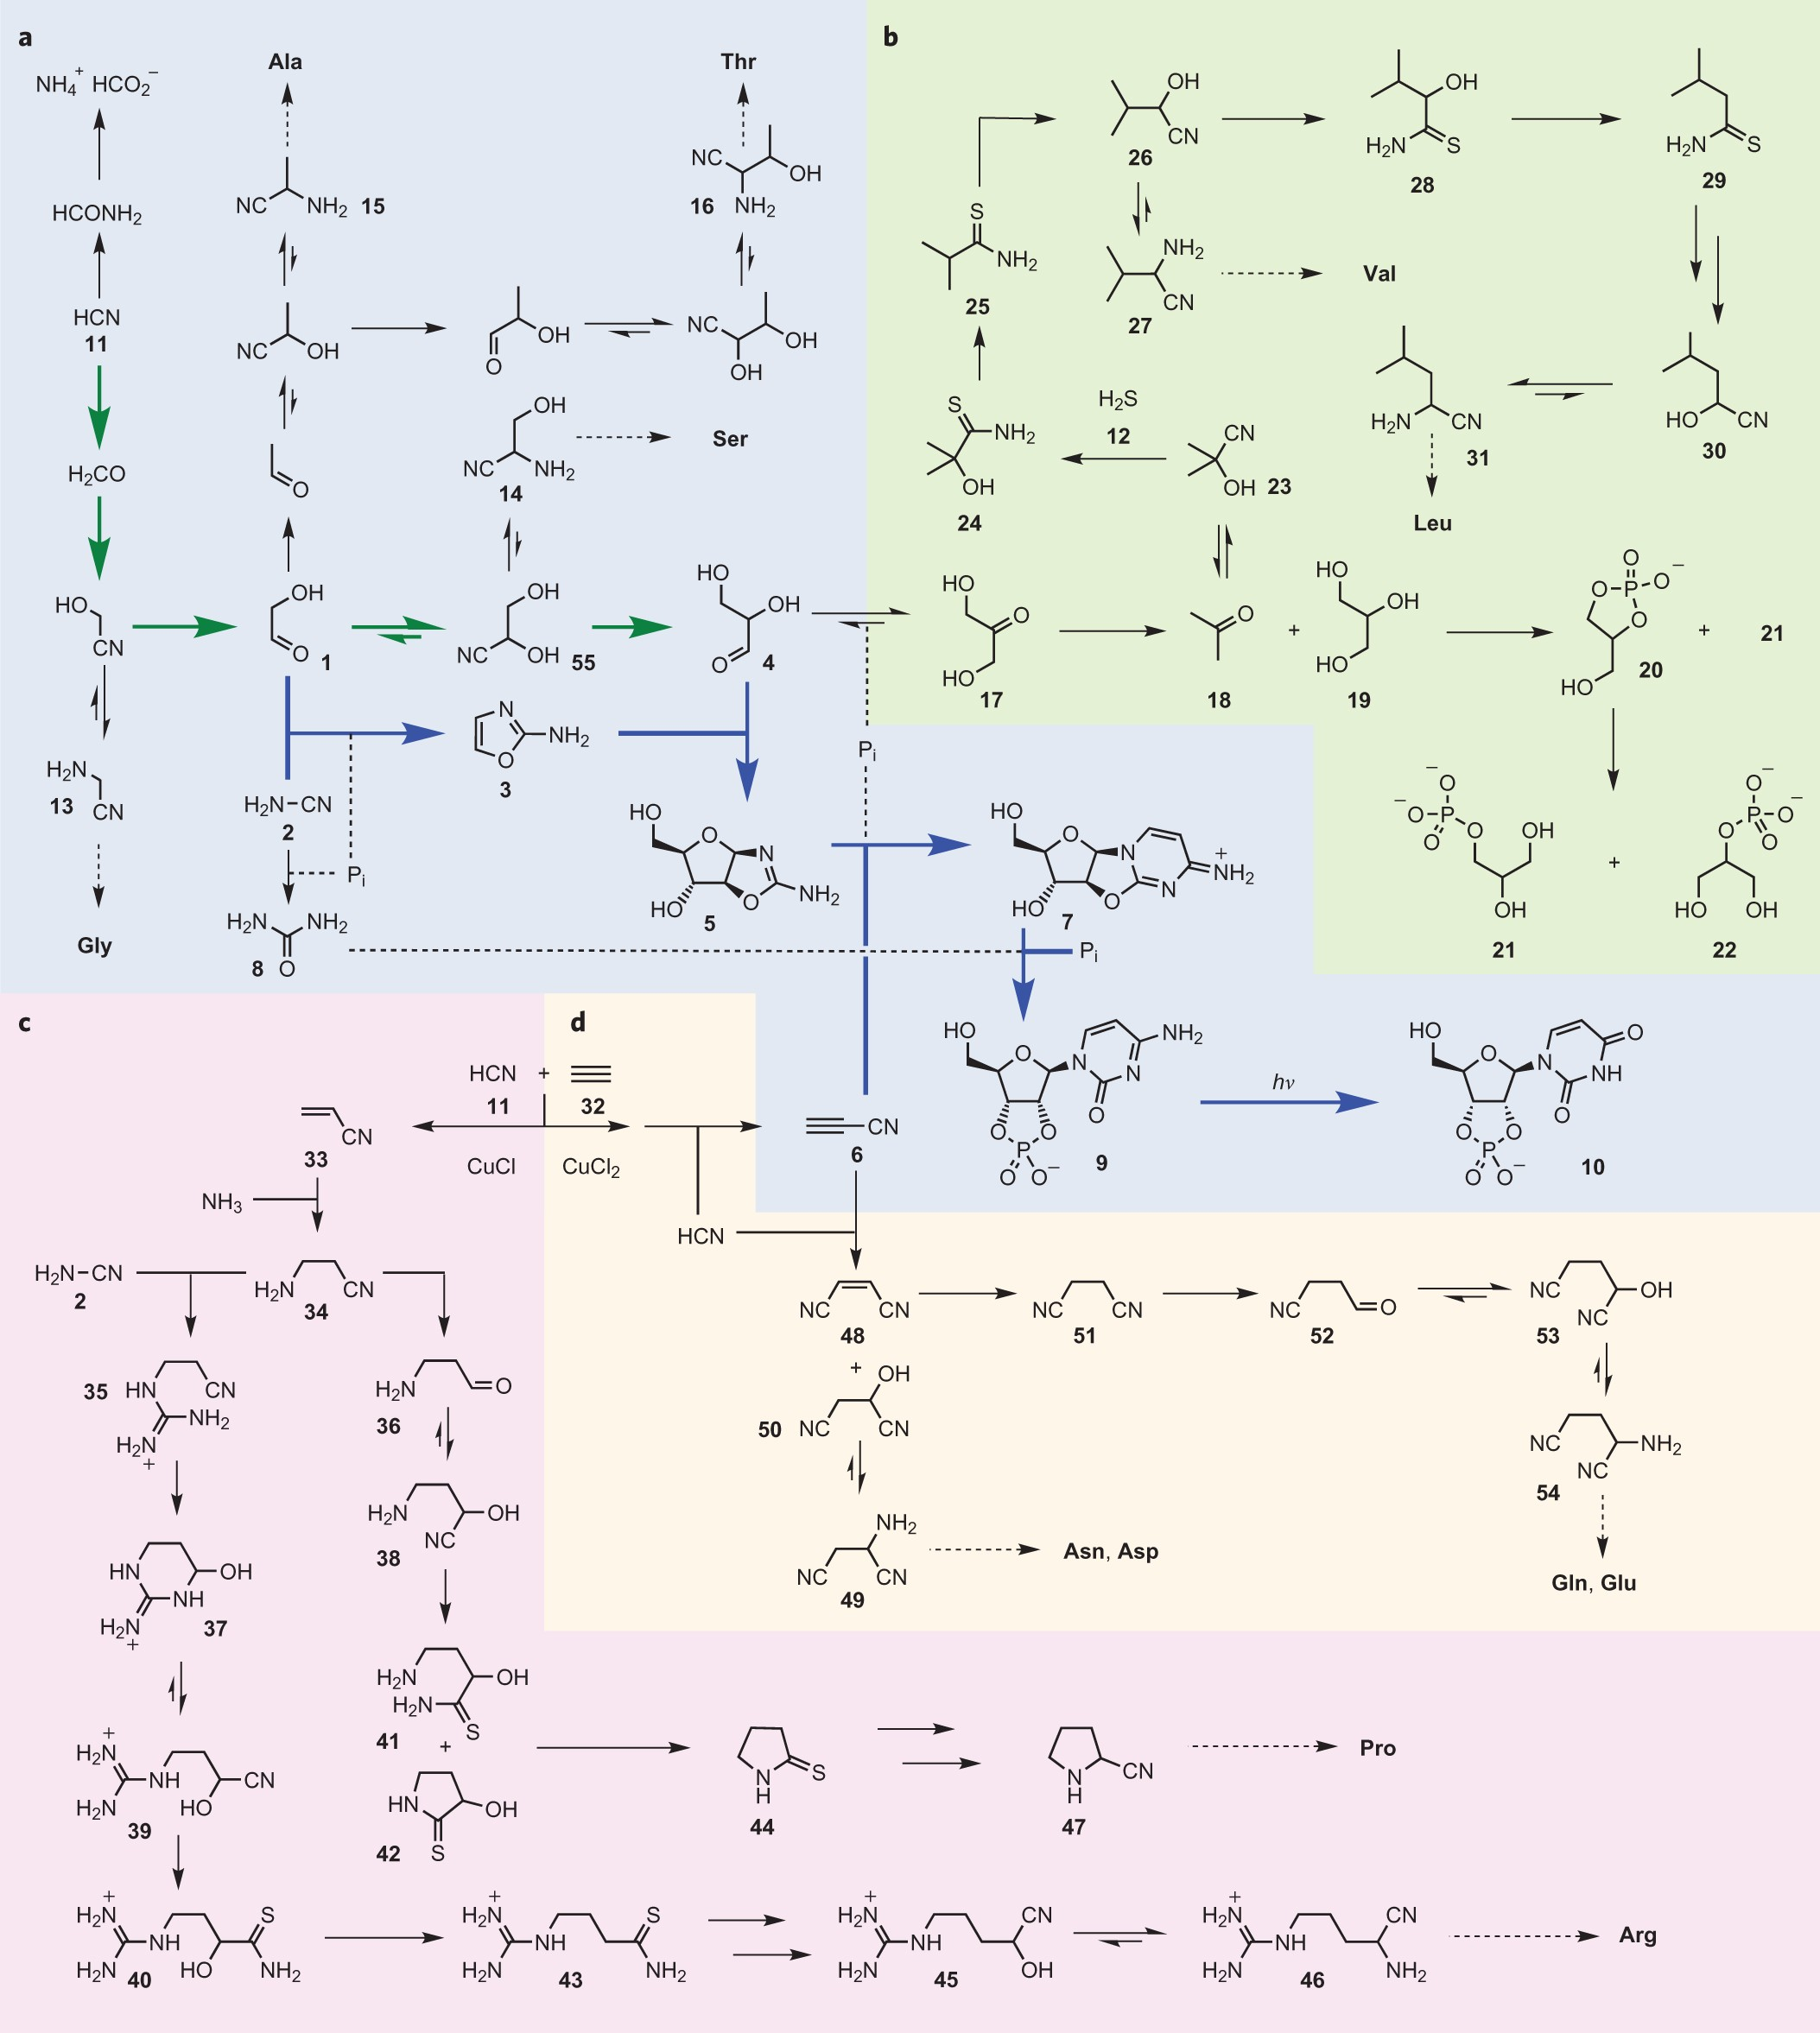 a
NH4+ HCO2−
HCONH2
HCN
11
H2CO
HO
CN
H2N
13
CN
Gly
Ala
NC
NH2
15
NC
OH
O
OH
O
1
H2N–CN
2
Pi
H2N
NH2
8
O
Thr
NC
OH
16
NH2
O
OH
NC
OH
OH
OH
NC
NH2
14
Ser
OH
NC
OH
55
HO
OH
O
4
N
O
NH2
3
Pi
HO
O
N
HO
O
NH2
5
HO
O
N
N
+
NH2
HO
O
7
Pi
HO
O
N
N
NH2
O
O
O
P
O
O−
9
hν
HO
O
N
O
NH
O
O
O
P
O
O−
10
b
OH
CN
26
NH2
CN
27
Val
OH
H2N
S
28
H2N
S
29
S
NH2
25
S
NH2
OH
24
H2S
12
CN
OH
23
H2N
CN
31
Leu
HO
CN
30
HO
O
HO
17
O
18
+
HO
OH
HO
19
O
O
P
O−
O
HO
20
+
21
−
O
−O
P
O
O
OH
OH
21
+
−
O
O
P
O−
O
HO
OH
22
c
HCN + 
11
32
CN
33
CuCl
NH3
H2N–CN
2
H2N
CN
34
35
HN
CN
NH2
H2N
+
H2N
O
36
H2N
OH
NC
38
HN
OH
NH
H2N
+
37
H2N
OH
H2N
S
41
+
HN
OH
S
42
+
H2N
NH
CN
H2N
HO
39
N
H
S
44
N
H
CN
47
Pro
+
H2N
NH
S
H2N
HO
NH2
40
+
H2N
NH
S
H2N
NH2
43
+
H2N
NH
CN
H2N
OH
45
+
H2N
NH
CN
H2N
NH2
46
Arg
d
CuCl2
CN
6
HCN
NC
CN
48
+
OH
NC
CN
50
NH2
NC
CN
49
Asn, Asp
NC
CN
51
NC
O
52
NC
OH
NC
53
NC
NH2
NC
54
Gln, Glu